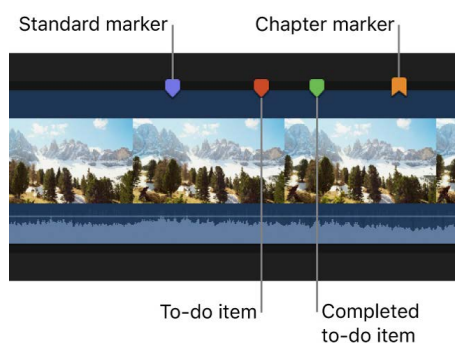 Standard marker
Chapter marker
To-do item
Completed
to-do item